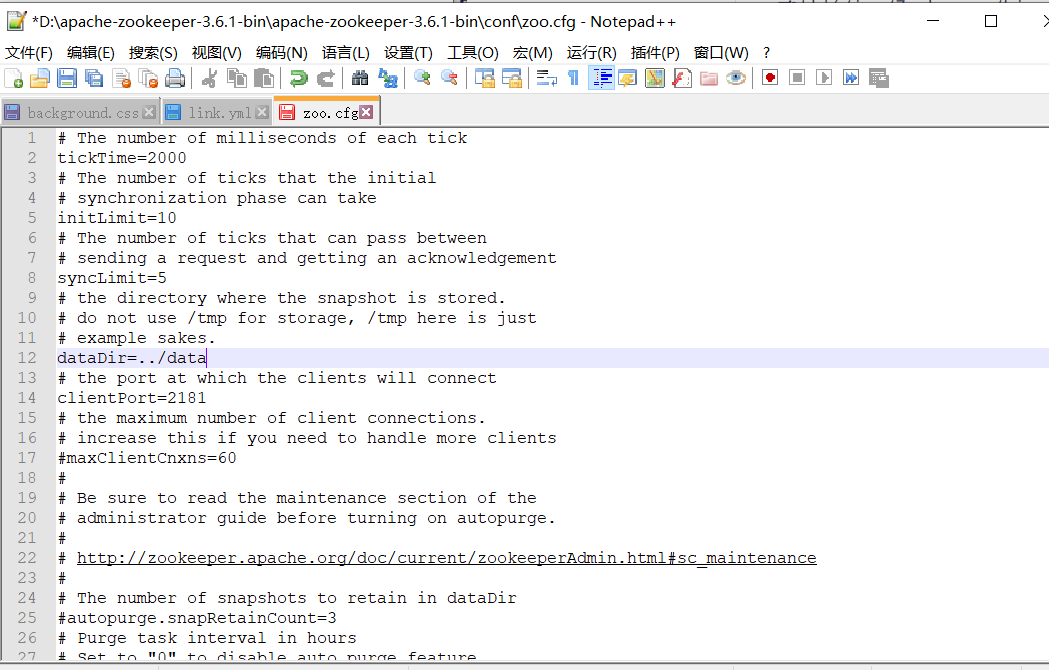 *D:\apache-zookeeper-3.6.1-bin\apache-zookeeper-3.6.1-bin\conf\zoo.cfg - Notepad++
文件(F) 编辑(E) 搜索(S) 视图(V) 编码(N) 语言(L) 设置(T) 工具(O) 宏(M) 运行(R) 插件(P) 窗口(W) ?
background.css link.yml zoo.cfg
1 # The number of milliseconds of each tick
2 tickTime=2000
3 # The number of ticks that the initial
4 # synchronization phase can take
5 initLimit=10
6 # The number of ticks that can pass between
7 # sending a request and getting an acknowledgement
8 syncLimit=5
9 # the directory where the snapshot is stored.
10 # do not use /tmp for storage, /tmp here is just
11 # example sakes.
12 dataDir=../data
13 # the port at which the clients will connect
14 clientPort=2181
15 # the maximum number of client connections.
16 # increase this if you need to handle more clients
17 #maxClientCnxns=60
18 #
19 # Be sure to read the maintenance section of the
20 # administrator guide before turning on autopurge.
21 #
22 # http://zookeeper.apache.org/doc/current/zookeeperAdmin.html#sc_maintenance
23 #
24 # The number of snapshots to retain in dataDir
25 #autopurge.snapRetainCount=3
26 # Purge task interval in hours
27 # Set to "0" to disable auto purge feature